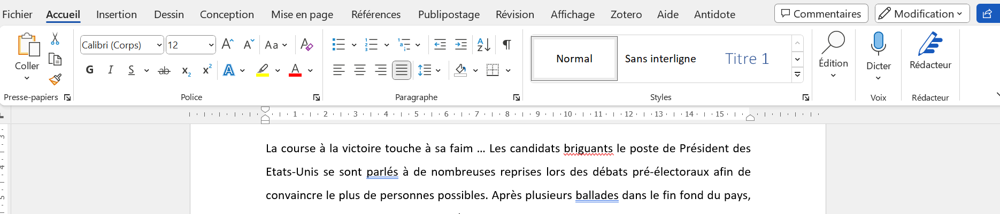 Fichier Accueil Insertion Dessin Conception Mise en page Références Publipostage Révision Affichage Zotero Aide Antidote Commentaires Modification
Calibri (Corps) 12 A A Aa A
Normal Sans interligne Titre 1
Coller
G I S ab x₂ x² A A
Édition Dicter Rédacteur
Presse-papiers Police Paragraphe Styles Voix Rédacteur
1 2 3 4 5 6 7 8 9 10 11 12 13 14 15
3
4
5
La course à la victoire touche à sa faim ... Les candidats briguants le poste de Président des
Etats-Unis se sont parlés à de nombreuses reprises lors des débats pré-électoraux afin de
convaincre le plus de personnes possibles. Après plusieurs ballades dans le fin fond du pays,